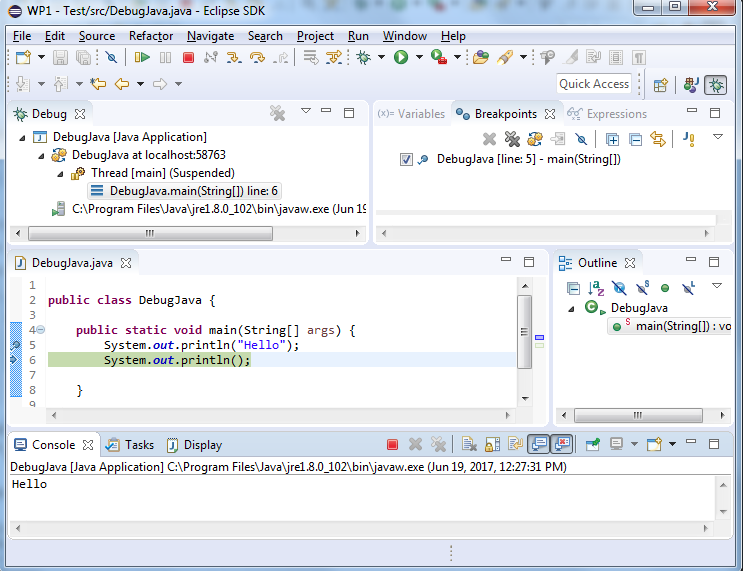 WP1 - Test/src/DebugJava.java - Eclipse SDK
File Edit Source Refactor Navigate Search Project Run Window Help
Quick Access
Debug
DebugJava [Java Application]
DebugJava at localhost:58763
Thread [main] (Suspended)
DebugJava.main(String[]) line: 6
C:\Program Files\Java\jre1.8.0_102\bin\javaw.exe (Jun 19
(x)= Variables Breakpoints Expressions
DebugJava [line: 5] - main(String[])
DebugJava.java
1
2 public class DebugJava {
3
4 public static void main(String[] args) {
5 System.out.println("Hello");
6 System.out.println();
7
8 }
9
Outline
DebugJava
main(String[]) : vo
Console Tasks Display
DebugJava [Java Application] C:\Program Files\Java\jre1.8.0_102\bin\javaw.exe (Jun 19, 2017, 12:27:31 PM)
Hello